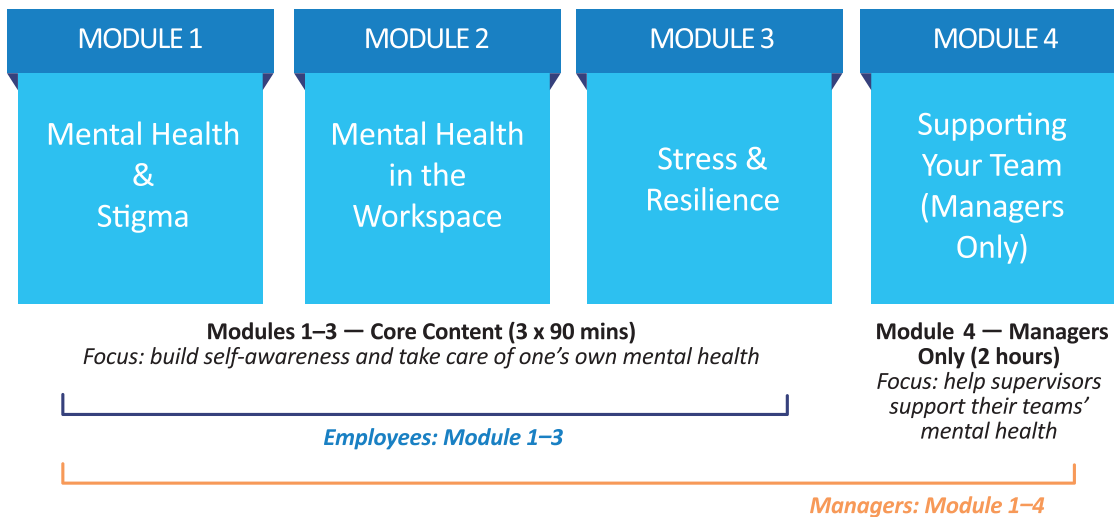 MODULE 1
Mental Health
&
Stigma
MODULE 2
Mental Health
in the
Workspace
MODULE 3
Stress &
Resilience
MODULE 4
Supporting
Your Team
(Managers
Only)
Modules 1–3 — Core Content (3 x 90 mins)
Focus: build self-awareness and take care of one’s own mental health
Module 4 — Managers
Only (2 hours)
Focus: help supervisors
support their teams’
mental health
Employees: Module 1–3
Managers: Module 1–4